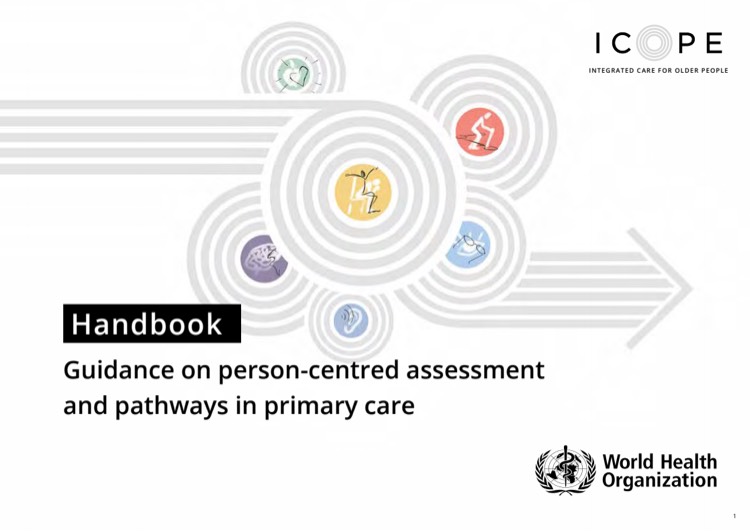 ICOPE
INTEGRATED CARE FOR OLDER PEOPLE
Handbook
Guidance on person-centred assessment
and pathways in primary care
World Health
Organization
1